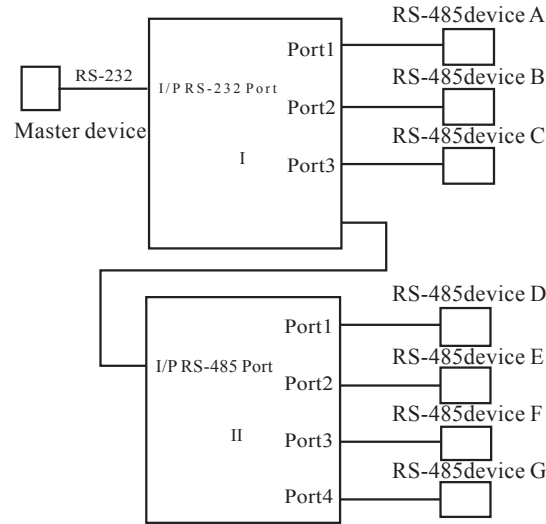 RS-485device A
Port1
RS-232
I/P RS-232 Port
RS-485device B
Port2
Master device
I
RS-485device C
Port3
RS-485device D
Port1
I/P RS-485 Port
RS-485device E
Port2
RS-485device F
II
Port3
RS-485device G
Port4